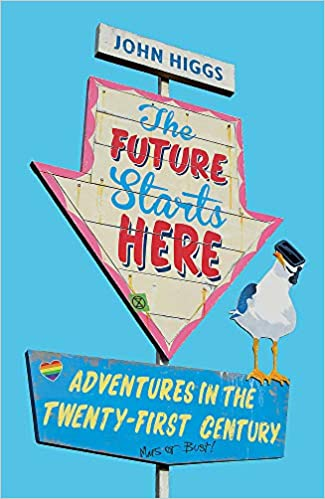 JOHN HIGGS
The
FUTURE
Starts
HERE
ADVENTURES IN THE
TWENTY-FIRST CENTURY
Mars or Bust!